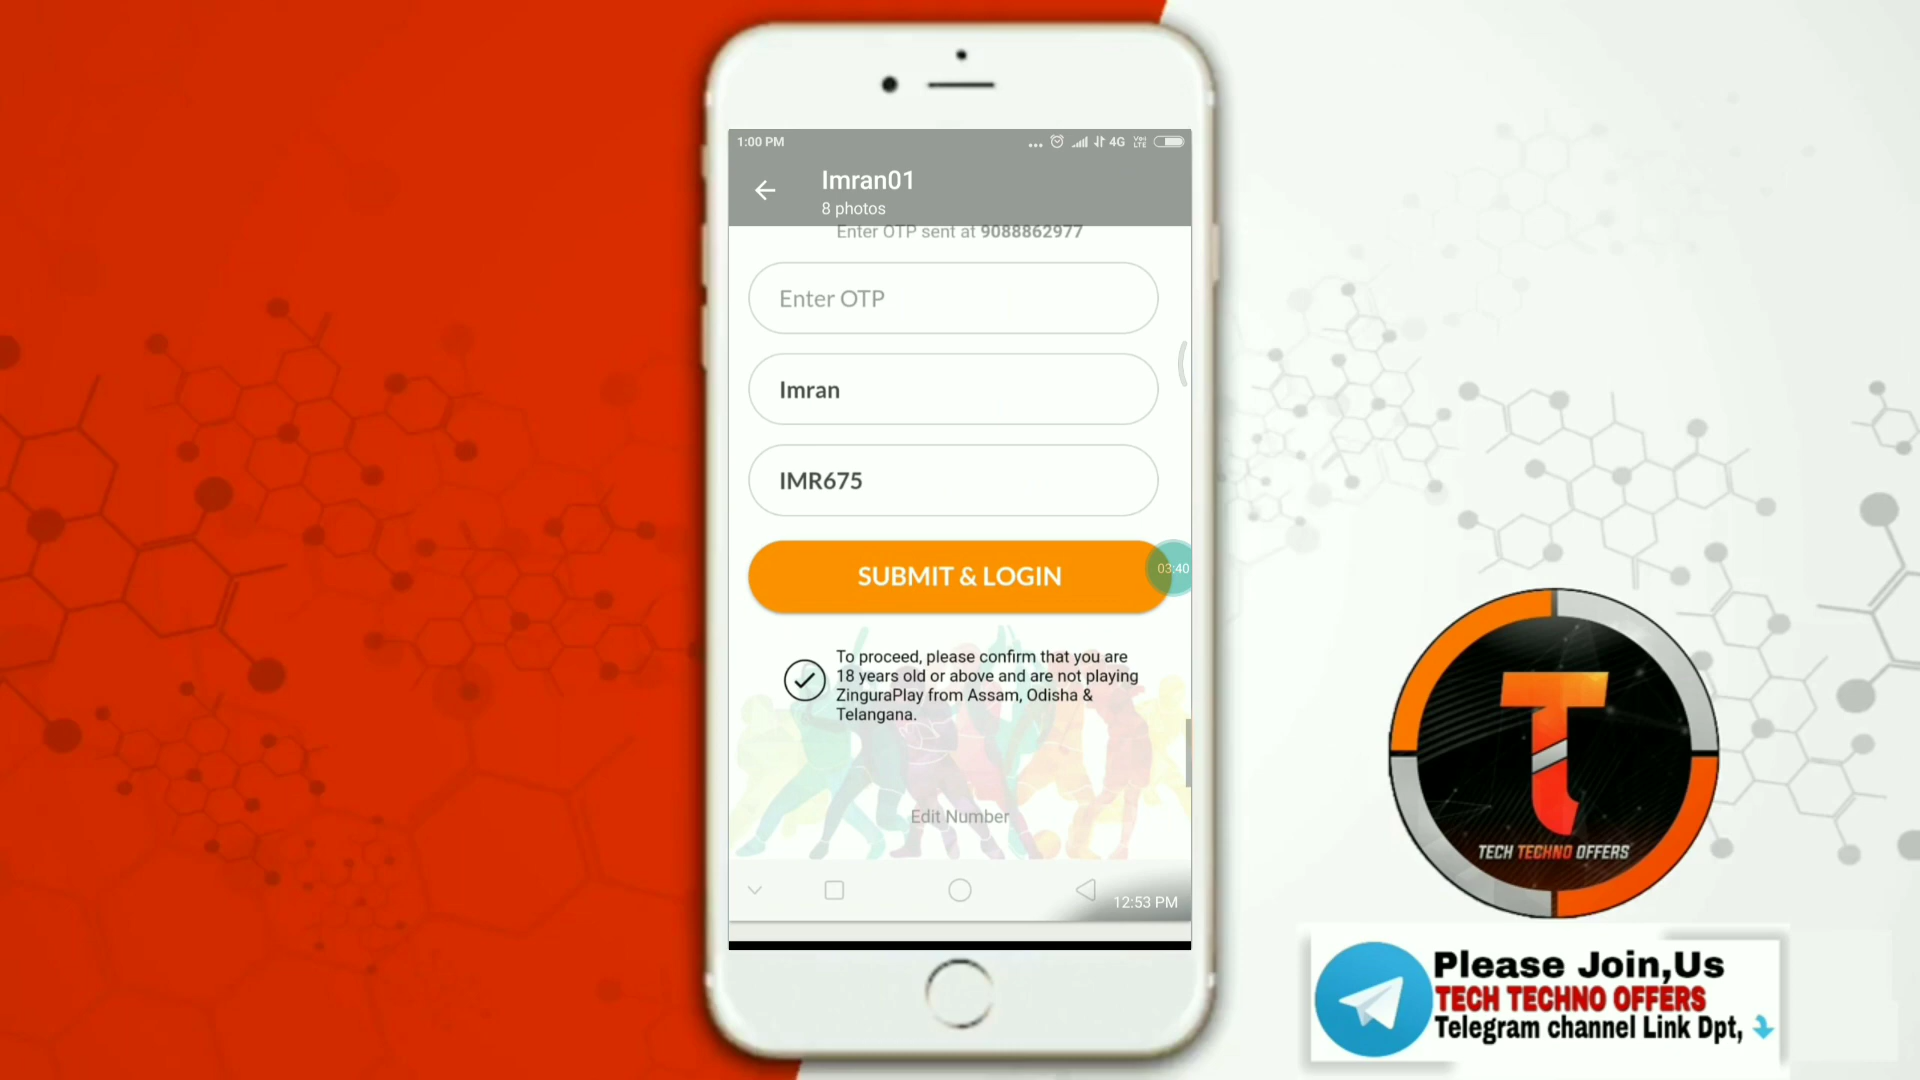 1:00 PM
4G
Vo)
LTE
Imran01
8 photos
Enter OTP sent at 9088862977
Enter OTP
Imran
IMR675
SUBMIT & LOGIN
03:40
To proceed, please confirm that you are
18 years old or above and are not playing
ZinguraPlay from Assam, Odisha &
Telangana.
Edit Number
12:53 PM
TECH TECHNO OFFERS
Please Join,Us
TECH TECHNO OFFERS
Telegram channel Link Dpt,